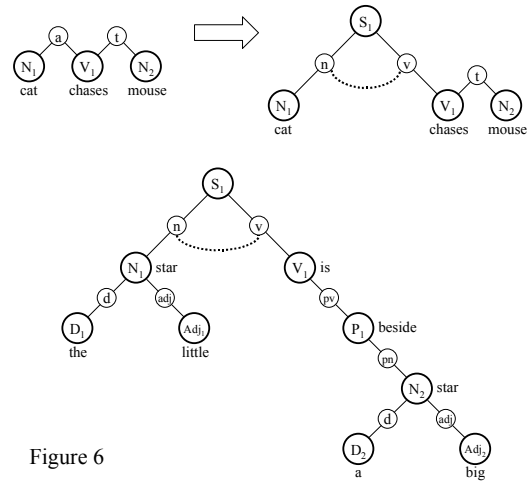 S₁
a t
n v t
N₁ V₁ N₂
cat chases mouse
N₁ V₁ N₂
cat chases mouse
S₁
n v
N₁ star V₁ is
d adj pv
D₁ Adj₁ P₁ beside
the little
pn
N₂ star
d adj
D₂ Adj₂
a big
Figure 6